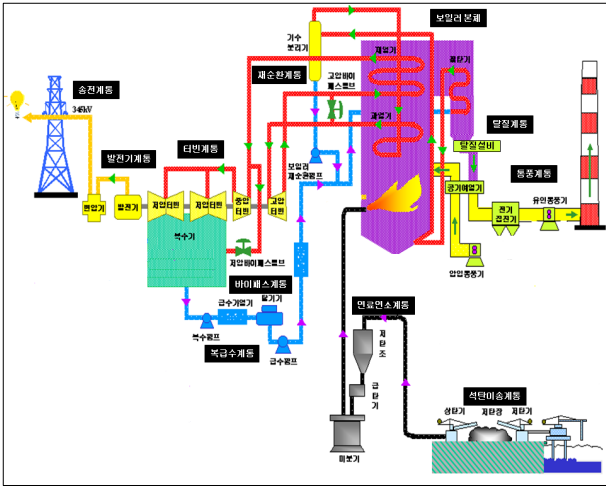 보일러 본체
기수
분리기
재순환계통
재열기
절탄기
송전계통
345kV
고압바이
패스밸브
탈질계통
탈질설비
재열기
터빈계통
발전기계통
보일러
재순환펌프
통풍계통
공기예열기
전기
집진기
유인통풍기
변압기
발전기
저압터빈
저압터빈
중압
터빈
고압
터빈
복수기
저압바이패스밸브
압입통풍기
바이패스계통
급수가열기
탈기기
복수펌프
급수펌프
복급수계통
연료연소계통
저
탄
조
급
탄
기
미분기
석탄이송계통
상탄기
저탄장
저탄기